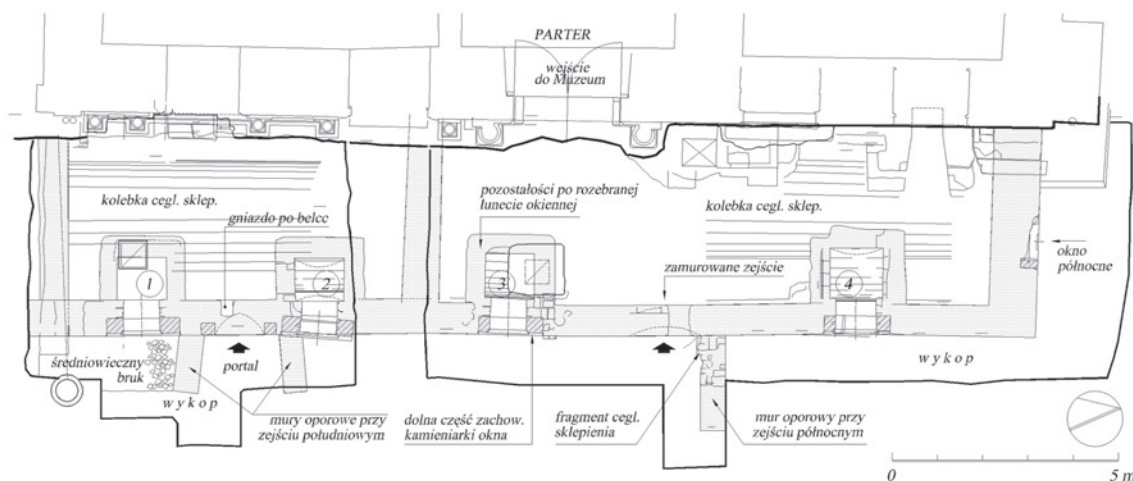 PARTER
wejście
do Muzeum
kolebka cegl. sklep.
gniazdo po belce
pozostałości po rozebranej
lunecie okiennej
kolebka cegl. sklep.
zamurowane zejście
okno
północne
1
2
3
4
średniowieczny
bruk
portal
wykop
mury oporowe przy
zejściu południowym
dolna część zachow.
kamieniarki okna
fragment cegl.
sklepienia
mur oporowy przy
zejściu północnym
wykop
0
5 m